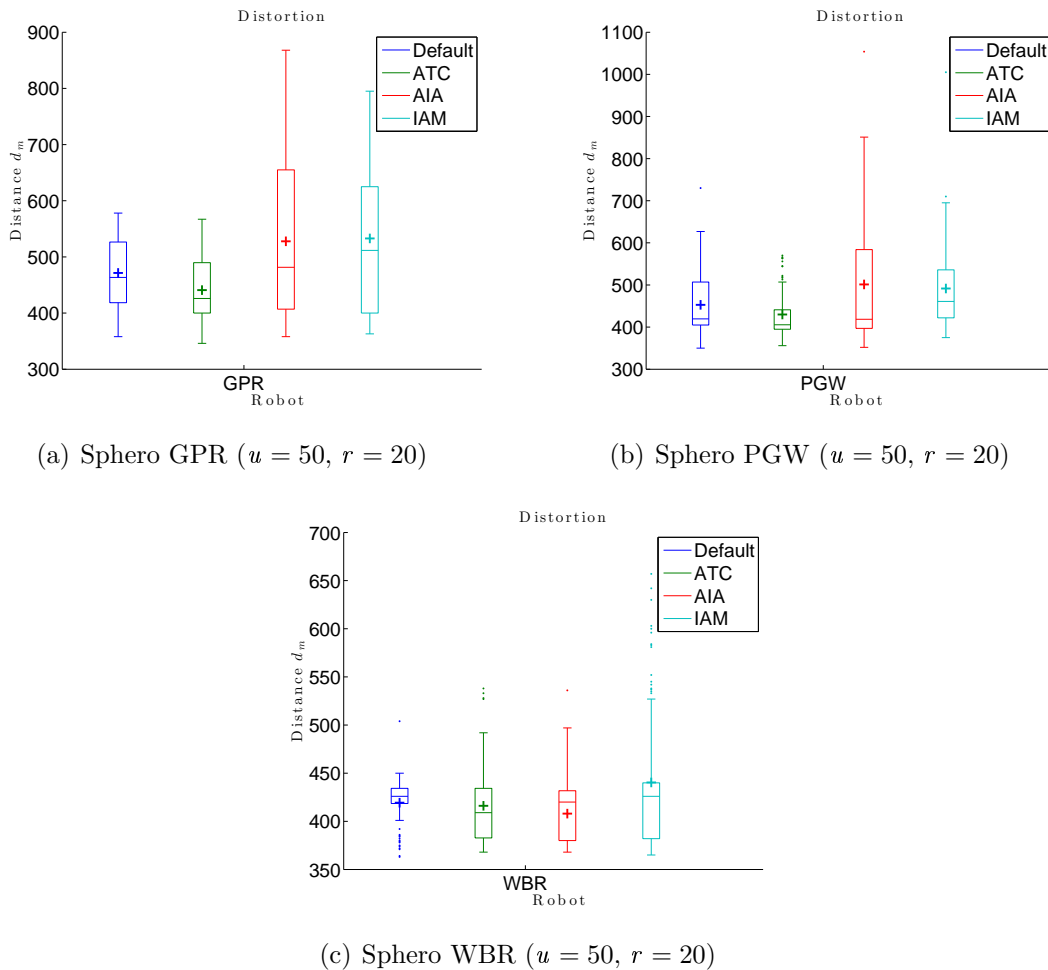 Distortion
900
800
700
600
500
400
300
Distance d_m
Default
ATC
AIA
IAM
GPR
Robot
(a) Sphero GPR (u = 50, r = 20)
Distortion
1100
1000
900
800
700
600
500
400
300
Distance d_m
Default
ATC
AIA
IAM
PGW
Robot
(b) Sphero PGW (u = 50, r = 20)
Distortion
700
650
600
550
500
450
400
350
Distance d_m
Default
ATC
AIA
IAM
WBR
Robot
(c) Sphero WBR (u = 50, r = 20)